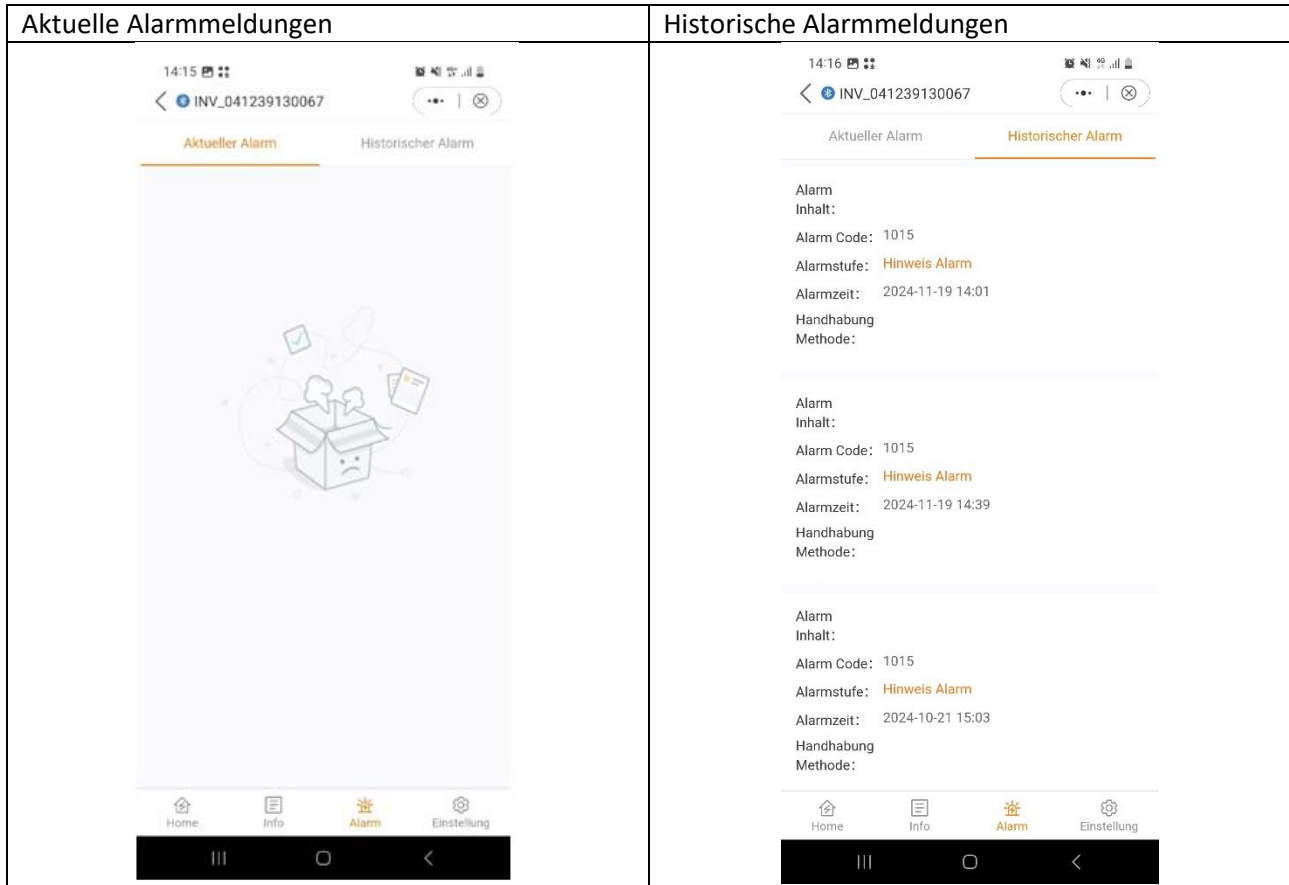 Aktuelle Alarmmeldungen
Historische Alarmmeldungen
14:15
INV_041239130067
Aktueller Alarm
Historischer Alarm
Home
Info
Alarm
Einstellung
14:16
INV_041239130067
Aktueller Alarm
Historischer Alarm
Alarm
Inhalt:
Alarm Code: 1015
Alarmstufe: Hinweis Alarm
Alarmzeit: 2024-11-19 14:01
Handhabung
Methode:
Alarm
Inhalt:
Alarm Code: 1015
Alarmstufe: Hinweis Alarm
Alarmzeit: 2024-11-19 14:39
Handhabung
Methode:
Alarm
Inhalt:
Alarm Code: 1015
Alarmstufe: Hinweis Alarm
Alarmzeit: 2024-10-21 15:03
Handhabung
Methode:
Home
Info
Alarm
Einstellung